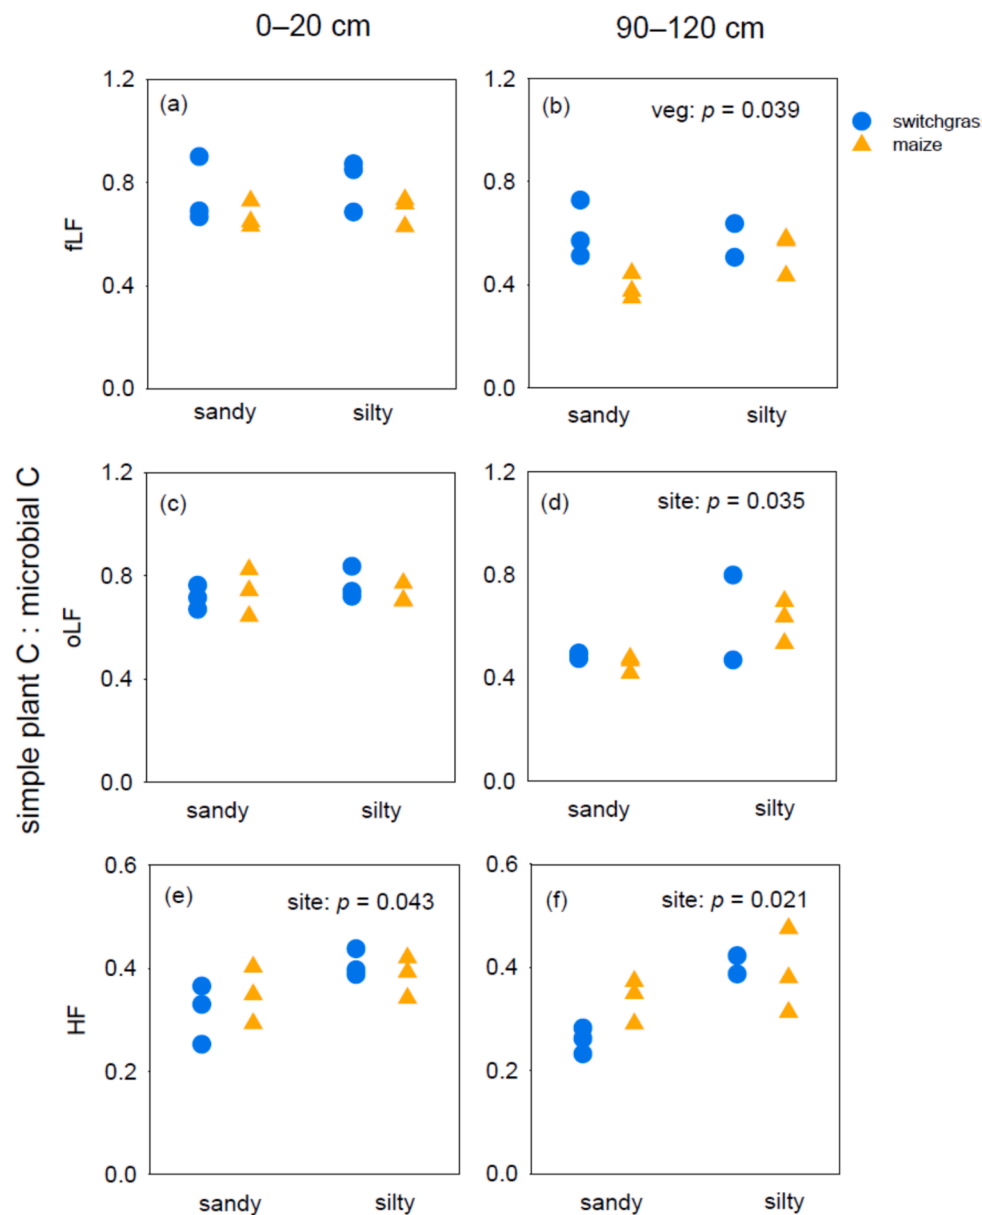 0–20 cm
90–120 cm
1.2
(a)
0.8
0.4
0.0
fLF
sandy
silty
1.2
(b)
veg: p = 0.039
0.8
0.4
0.0
sandy
silty
switchgrass
maize
simple plant C : microbial C
1.2
(c)
0.8
0.4
0.0
oLF
sandy
silty
1.2
(d)
site: p = 0.035
0.8
0.4
0.0
sandy
silty
0.6
(e)
site: p = 0.043
0.4
0.2
0.0
HF
sandy
silty
0.6
(f)
site: p = 0.021
0.4
0.2
0.0
sandy
silty